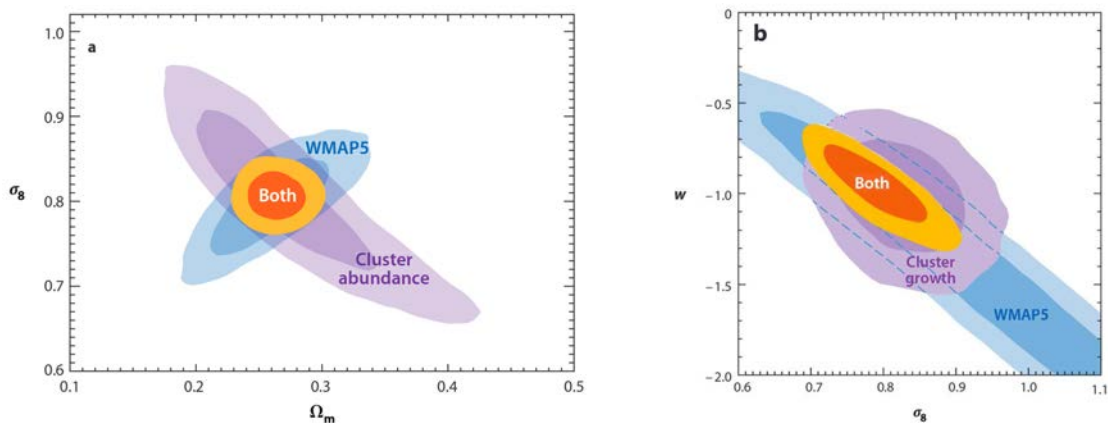 a
1.0
0.9
0.8
0.7
0.6
σ8
WMAP5
Both
Cluster
abundance
0.1
0.2
0.3
0.4
0.5
Ωm
b
0
−0.5
−1.0
−1.5
−2.0
w
Both
Cluster
growth
WMAP5
0.6
0.7
0.8
0.9
1.0
1.1
σ8